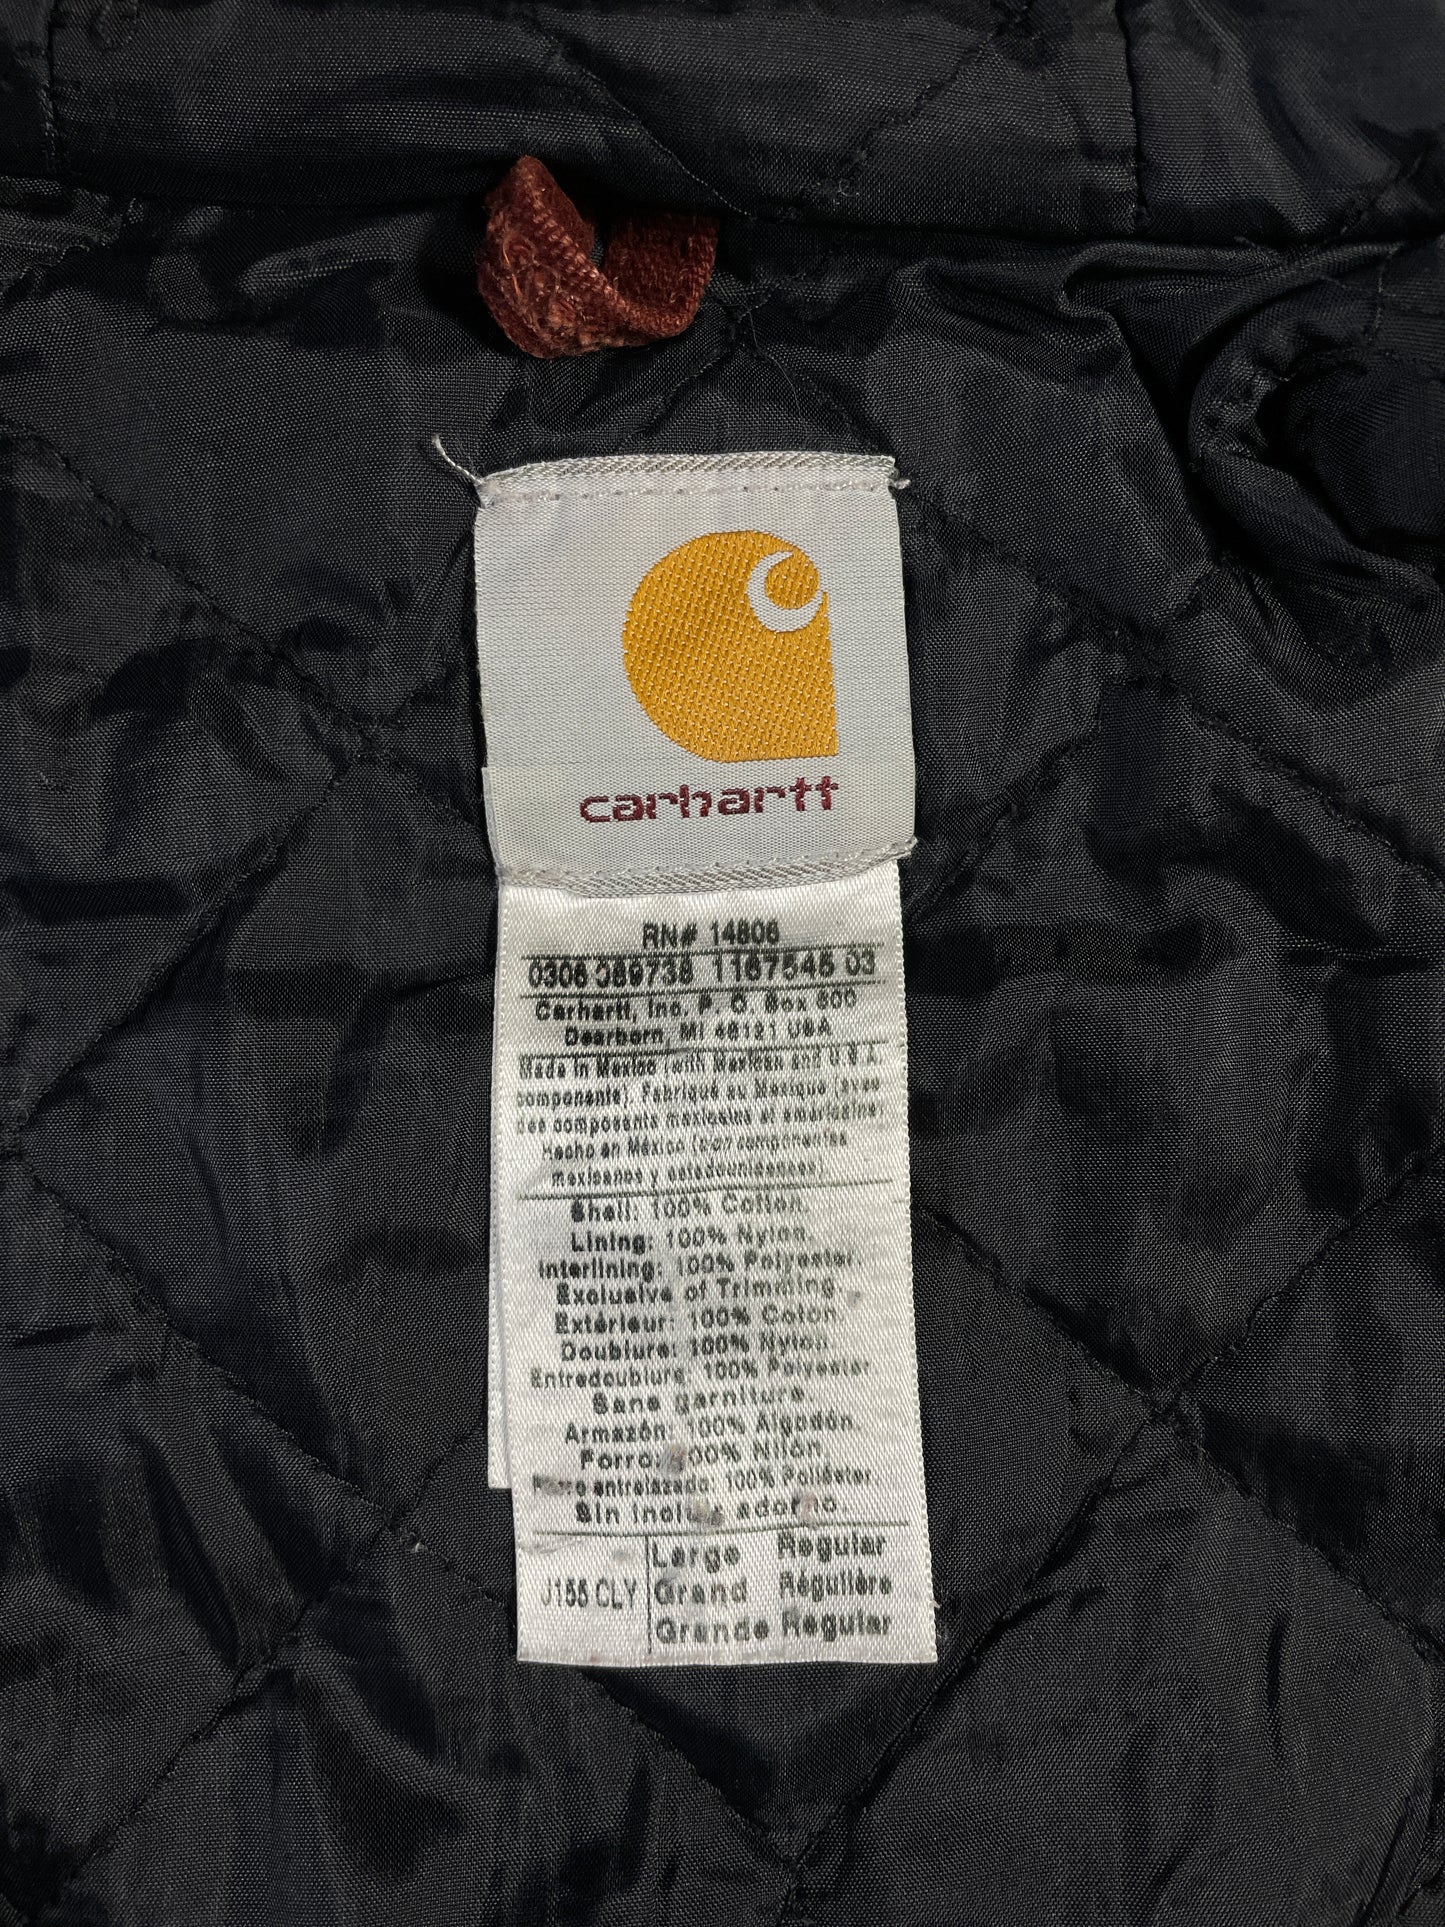 carhartt
RN# 14806
0306 089738 1167545 03
Carhartt, Inc. P. O. Box 600
Dearborn, MI 48121 USA
Made in Mexico (with Mexican and U.S.A.
components). Fabriqué au Mexique (avec
des composants mexicains et américains)
Hecho en México (con componentes
mexicanos y estadounidenses).
Shell: 100% Cotton.
Lining: 100% Nylon.
Interlining: 100% Polyester.
Exclusive of Trimming.
Extérieur: 100% Coton.
Doublure: 100% Nylon.
Entredoublure: 100% Polyester
Sans garniture.
Armazón: 100% Algodón.
Forro: 100% Nilón.
Forro entrelazado: 100% Poliéster
Sin incluir adorno.
J155 CLY
Large Regular
Grand Régulière
Grande Regular